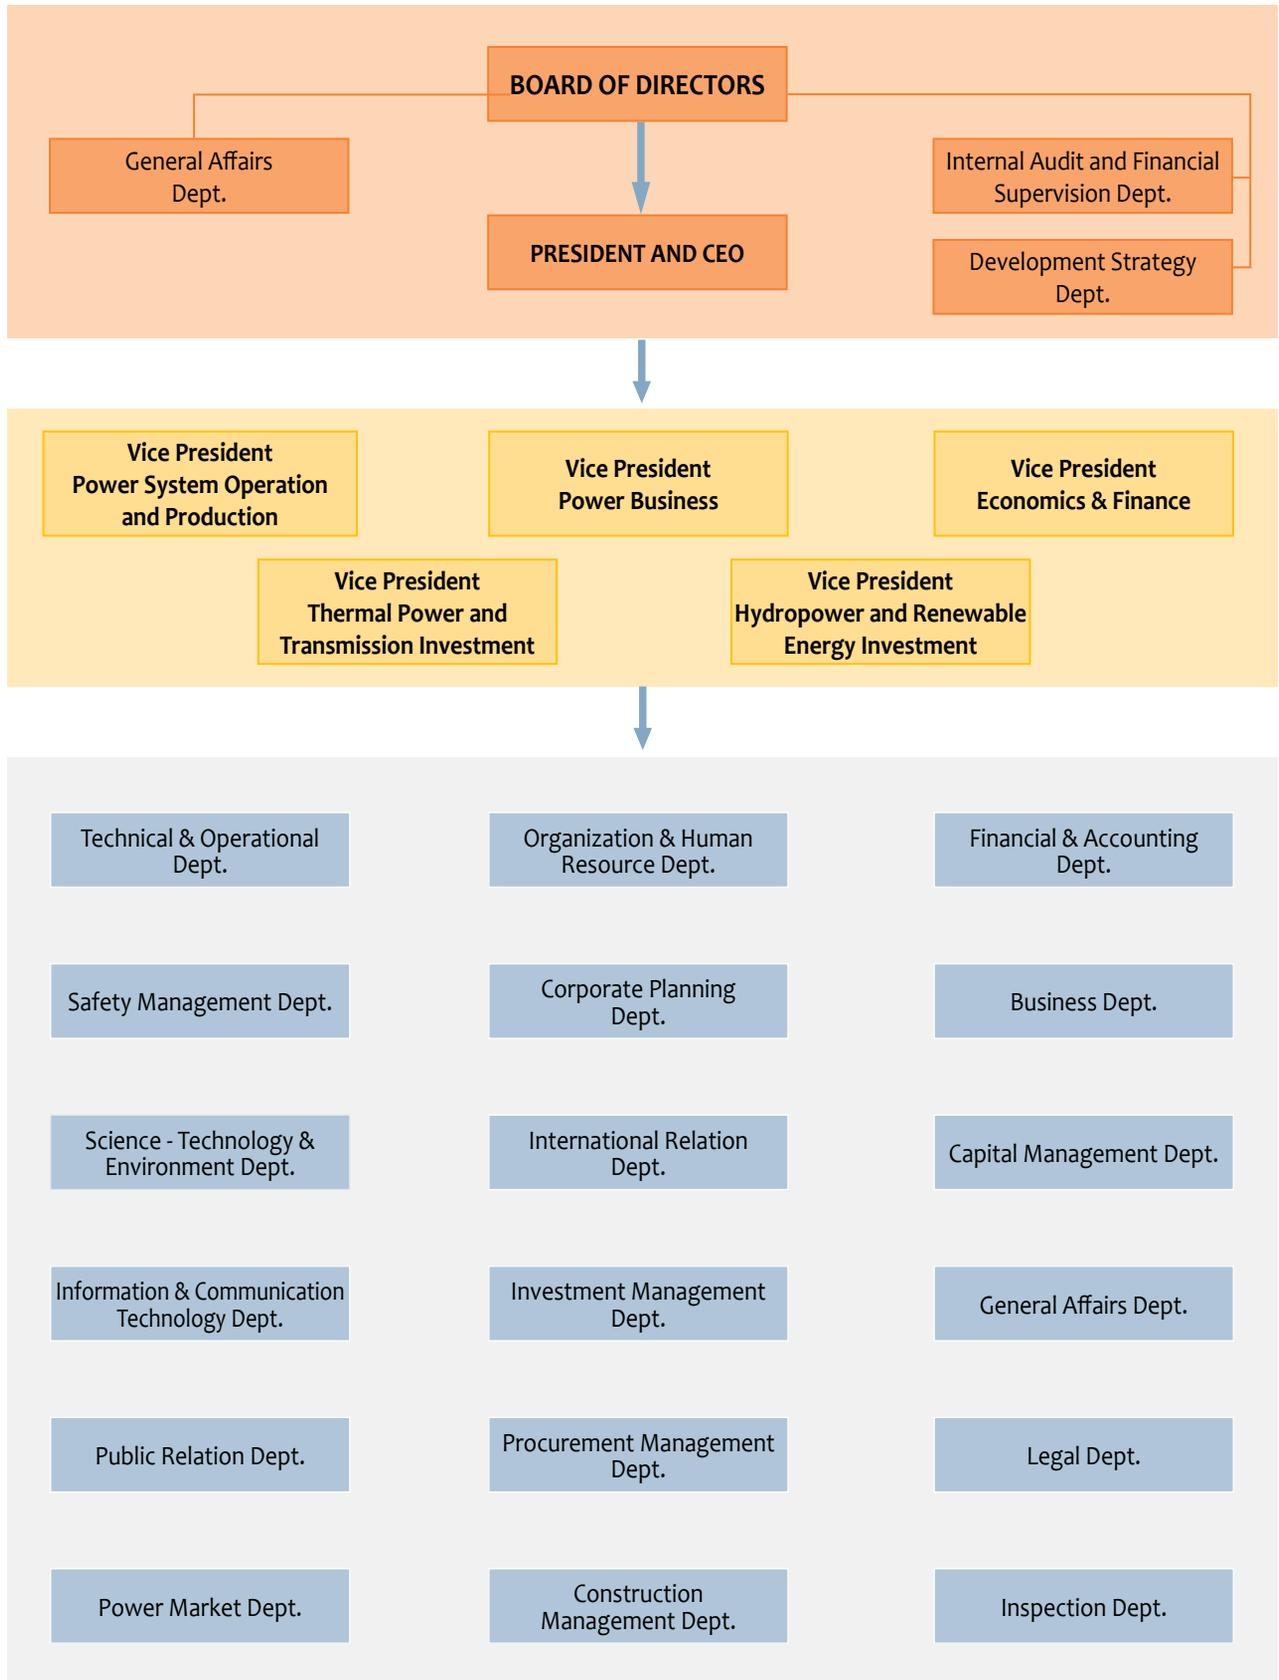 BOARD OF DIRECTORS
General Affairs
Dept.
Internal Audit and Financial
Supervision Dept.
PRESIDENT AND CEO
Development Strategy
Dept.
Vice President
Power System Operation
and Production
Vice President
Power Business
Vice President
Economics & Finance
Vice President
Thermal Power and
Transmission Investment
Vice President
Hydropower and Renewable
Energy Investment
Technical & Operational
Dept.
Organization & Human
Resource Dept.
Financial & Accounting
Dept.
Safety Management Dept.
Corporate Planning
Dept.
Business Dept.
Science - Technology &
Environment Dept.
International Relation
Dept.
Capital Management Dept.
Information & Communication
Technology Dept.
Investment Management
Dept.
General Affairs Dept.
Public Relation Dept.
Procurement Management
Dept.
Legal Dept.
Power Market Dept.
Construction
Management Dept.
Inspection Dept.